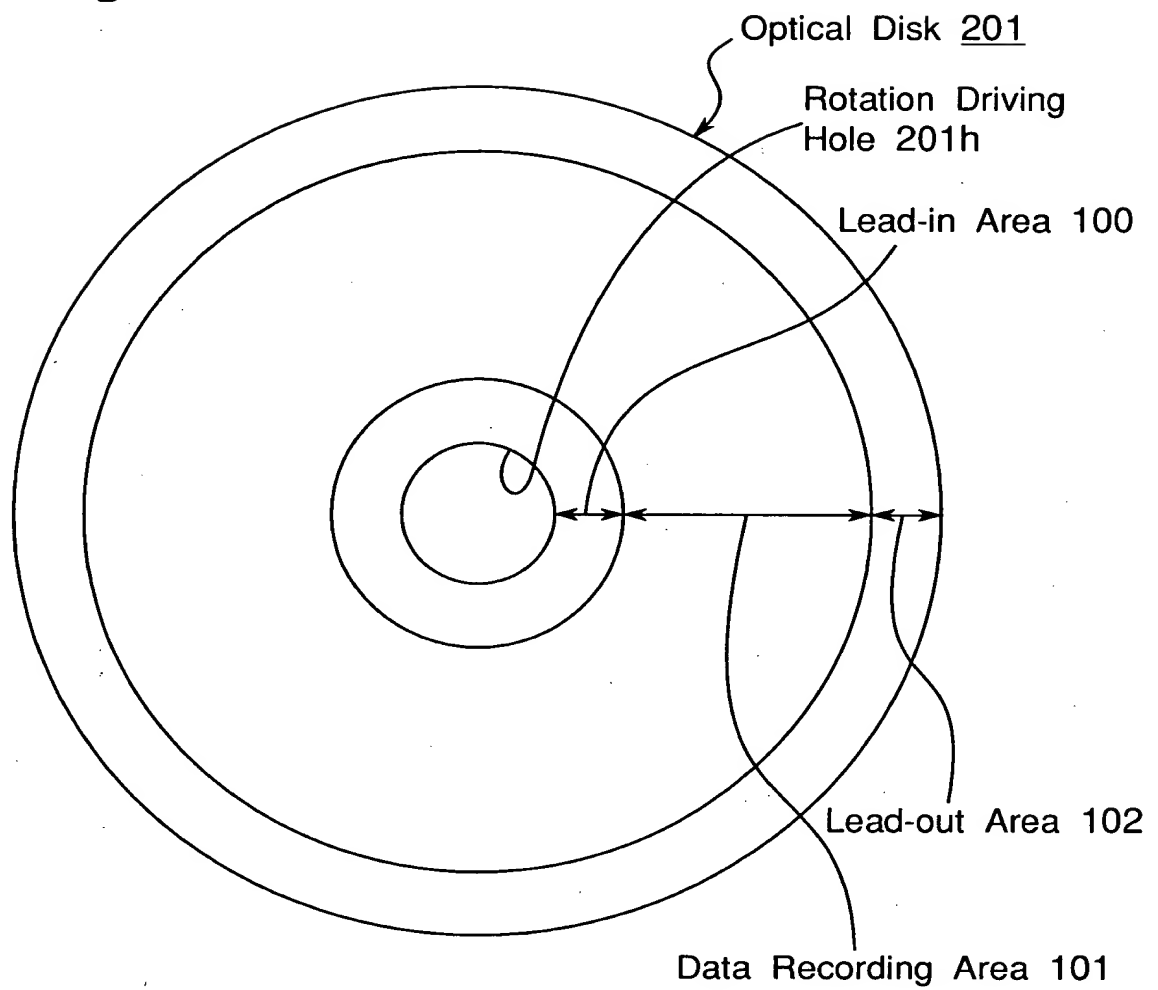 Optical Disk 201
Rotation Driving
Hole 201h
Lead-in Area 100
Lead-out Area 102
Data Recording Area 101